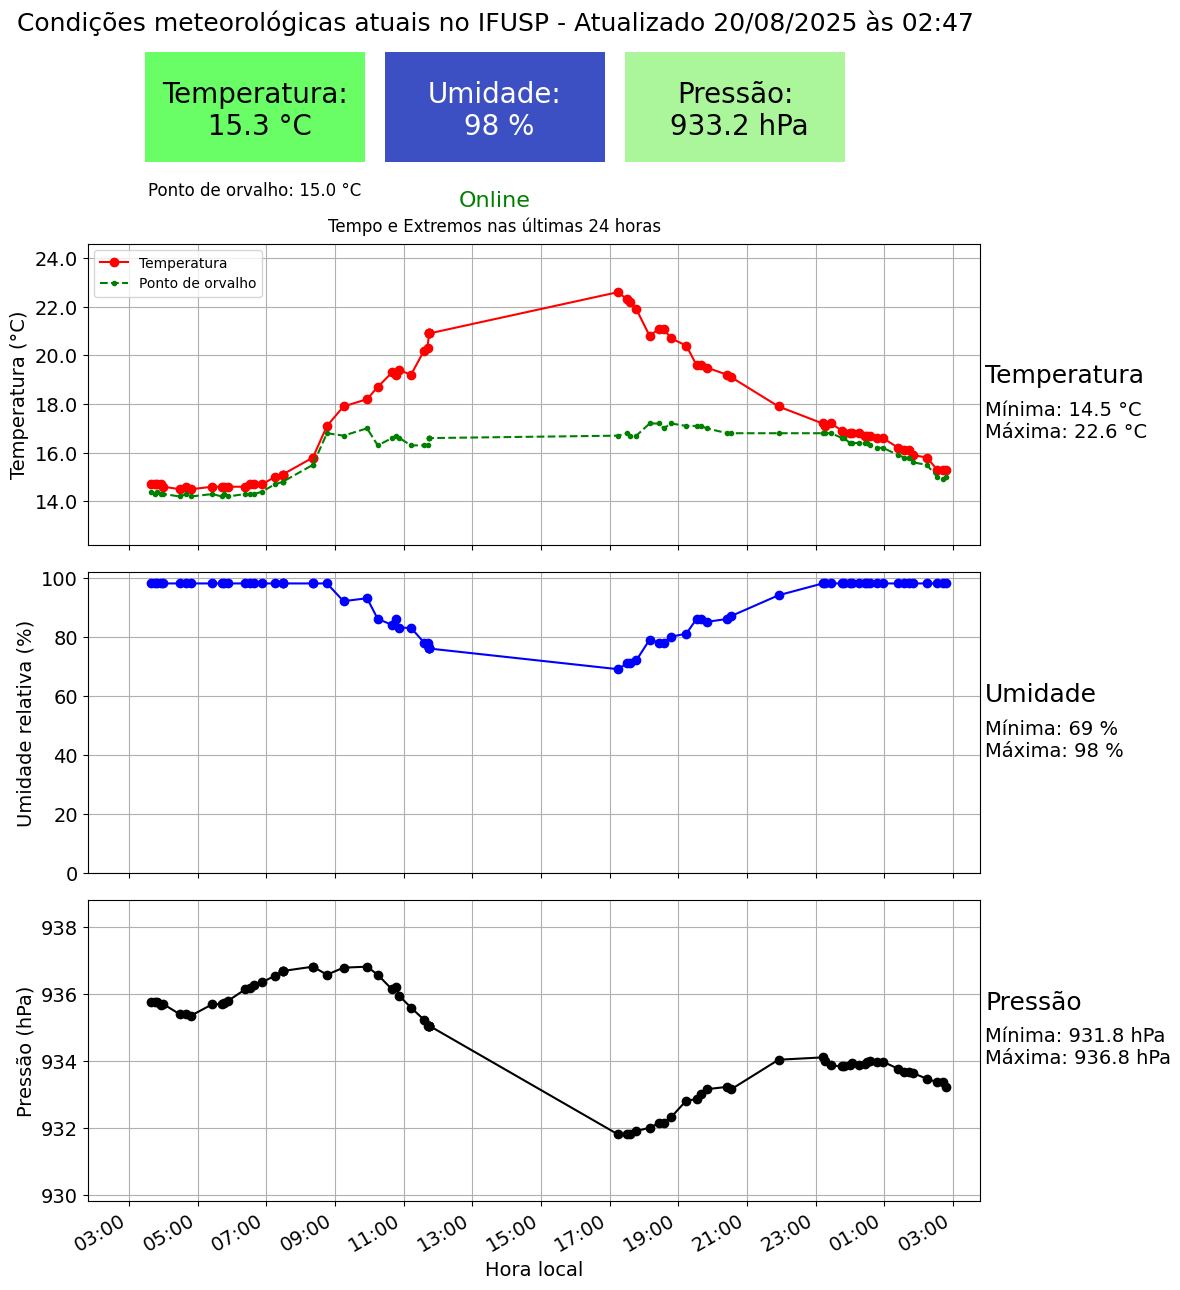 Condições meteorológicas atuais no IFUSP - Atualizado 20/08/2025 às 02:47
Temperatura:
15.3 °C
Umidade:
98 %
Pressão:
933.2 hPa
Ponto de orvalho: 15.0 °C
Online
Tempo e Extremos nas últimas 24 horas
Temperatura (°C)
24.0
22.0
20.0
18.0
16.0
14.0
Temperatura
Ponto de orvalho
Temperatura
Mínima: 14.5 °C
Máxima: 22.6 °C
Umidade relativa (%)
100
80
60
40
20
0
Umidade
Mínima: 69 %
Máxima: 98 %
Pressão (hPa)
938
936
934
932
930
Pressão
Mínima: 931.8 hPa
Máxima: 936.8 hPa
03:00 05:00 07:00 09:00 11:00 13:00 15:00 17:00 19:00 21:00 23:00 01:00 03:00
Hora local